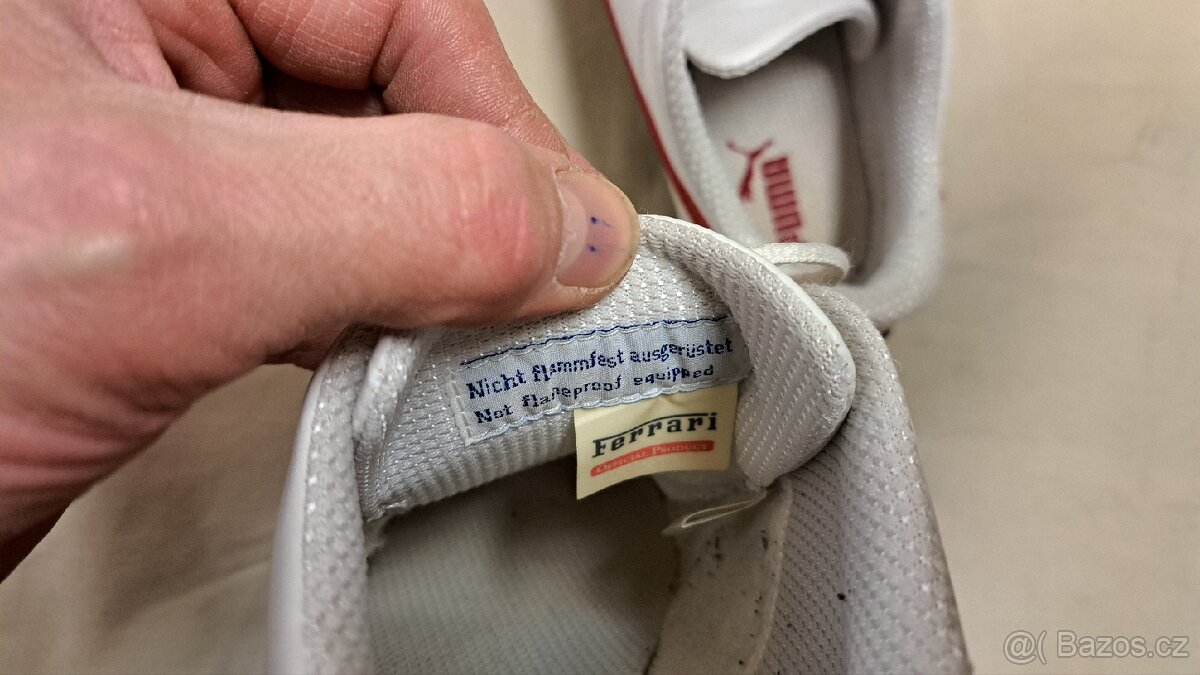 PUMA
Nicht flammfest ausgerüstet
Not flameproof equipped
Ferrari
OFFICIAL PRODUCT
@( Bazos.cz